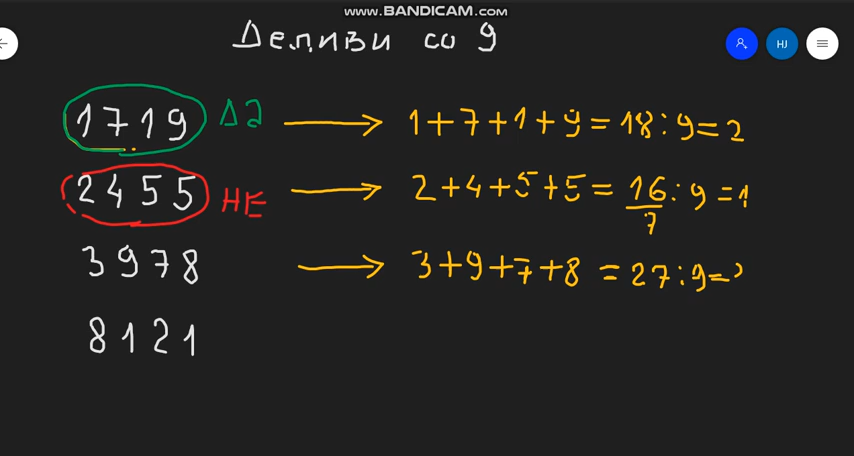 www.BANDICAM.com
Деливи со 9
HJ
1719 ДА → 1+7+1+9=18:9=2
2455 НЕ → 2+4+5+5=16:9=1
7
3978 → 3+9+7+8=27:9=
8121